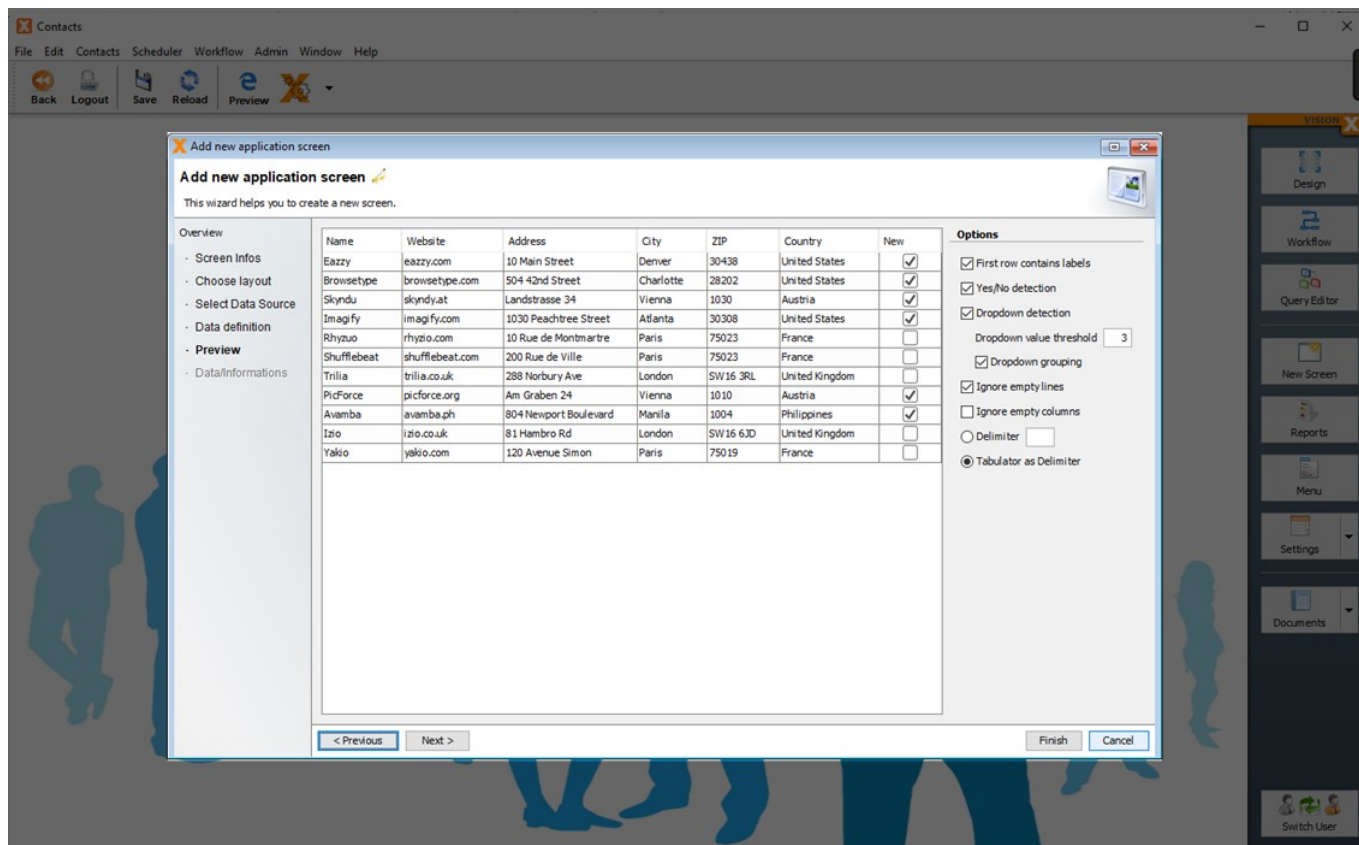 Contacts
File Edit Contacts Scheduler Workflow Admin Window Help
Back Logout Save Reload Preview
VISION
Add new application screen
Add new application screen
This wizard helps you to create a new screen.
Overview
· Screen Infos
· Choose layout
· Select Data Source
· Data definition
· Preview
· Data/Informations
Name Website Address City ZIP Country New
Eazzy eazzy.com 10 Main Street Denver 30438 United States
Browsetype browsetype.com 504 42nd Street Charlotte 28202 United States
Skyndu skyndy.at Landstrasse 34 Vienna 1030 Austria
Imagify imagify.com 1030 Peachtree Street Atlanta 30308 United States
Rhyzuo rhyzio.com 10 Rue de Montmartre Paris 75023 France
Shufflebeat shufflebeat.com 200 Rue de Ville Paris 75023 France
Trilia trilia.co.uk 288 Norbury Ave London SW16 3RL United Kingdom
PicForce picforce.org Am Graben 24 Vienna 1010 Austria
Avamba avamba.ph 804 Newport Boulevard Manila 1004 Philippines
Izio izio.co.uk 81 Hambro Rd London SW16 6JD United Kingdom
Yakio yakio.com 120 Avenue Simon Paris 75019 France
Options
First row contains labels
Yes/No detection
Dropdown detection
Dropdown value threshold 3
Dropdown grouping
Ignore empty lines
Ignore empty columns
Delimiter
Tabulator as Delimiter
< Previous Next > Finish Cancel
Design
Workflow
Query Editor
New Screen
Reports
Menu
Settings
Documents
Switch User